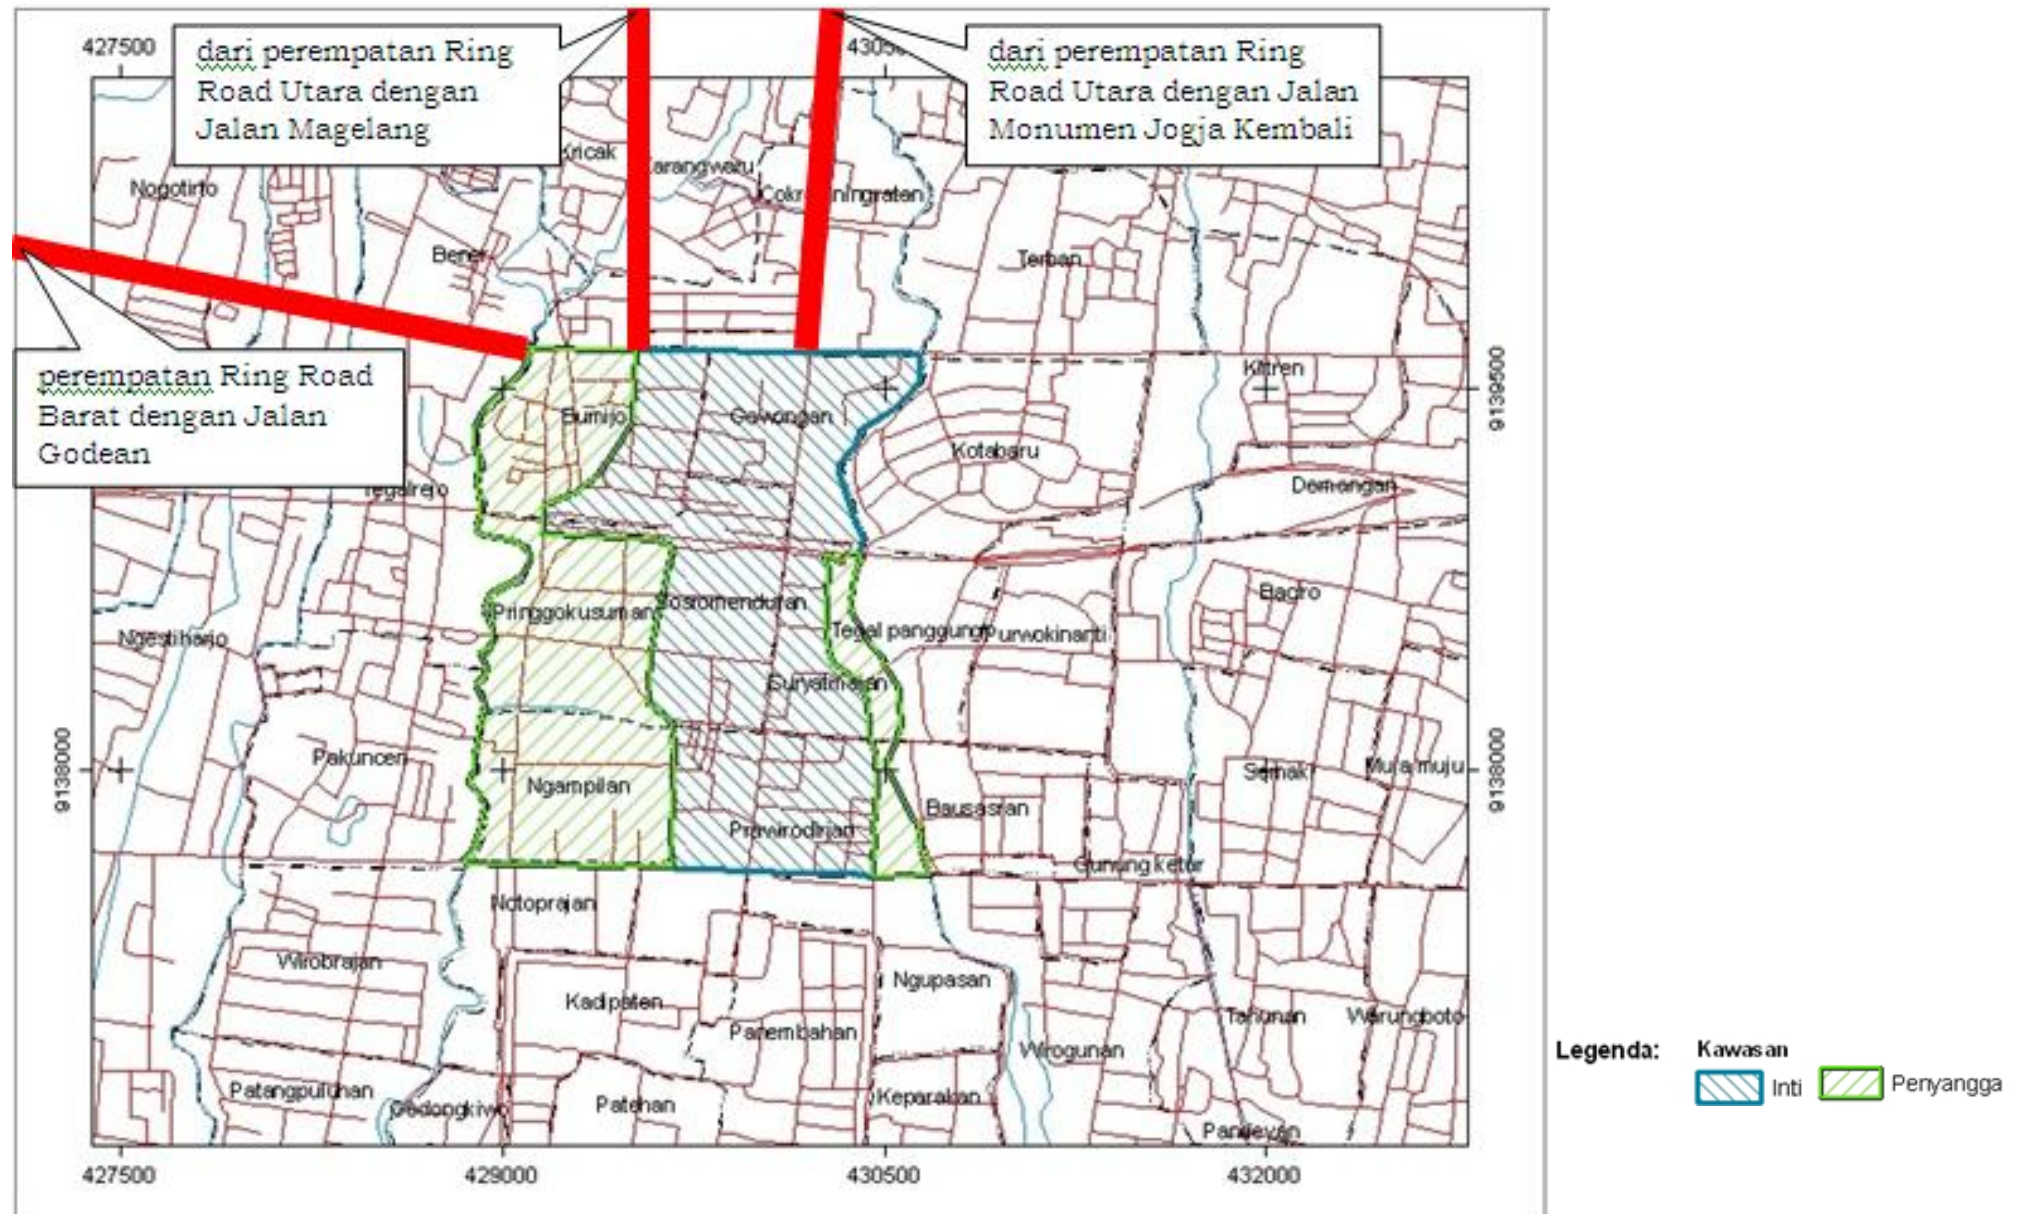 427500
430500
dari perempatan Ring
Road Utara dengan
Jalan Magelang
dari perempatan Ring
Road Utara dengan Jalan
Monumen Jogja Kembali
Kricak
Karangwaru
Nogotirto
Bener
Terban
perempatan Ring Road
Barat dengan Jalan
Godean
9139500
Kltren
Bumijo
Gowongan
Kotabaru
Tegalrejo
Demangan
Baciro
Pringgokusuman
Sosromenduran
Ngestiharjo
Tegal panggung
Purwokinanti
Suryatmajan
9138000
9138000
Pakuncen
Semaki
Muja muju
Ngampilan
Bausasran
Prawirodirjan
Gunung ketur
Notoprajan
Wirobrajan
Ngupasan
Kadipaten
Panembahan
Tahunan
Warungboto
Wirogunan
Legenda:
Kawasan
Inti
Penyangga
Patangpuluhan
Gedongkiwo
Patehan
Keparakan
Pandeyan
427500
429000
430500
432000